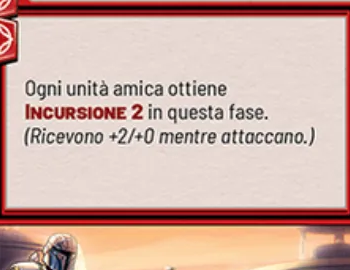 Ogni unità amica ottiene
INCURSIONE 2 in questa fase.
(Ricevono +2/+0 mentre attaccano.)